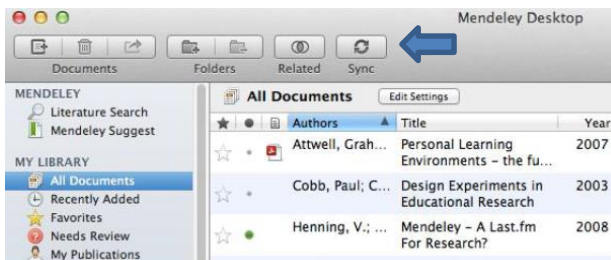 Mendeley Desktop
Documents Folders Related Sync
MENDELEY
Literature Search
Mendeley Suggest
MY LIBRARY
All Documents
Recently Added
Favorites
Needs Review
My Publications
All Documents Edit Settings
Authors Title Year
Attwell, Grah... Personal Learning 2007
Environments – the fu...
Cobb, Paul; C... Design Experiments in 2003
Educational Research
Henning, V.; ... Mendeley – A Last.fm 2008
For Research?